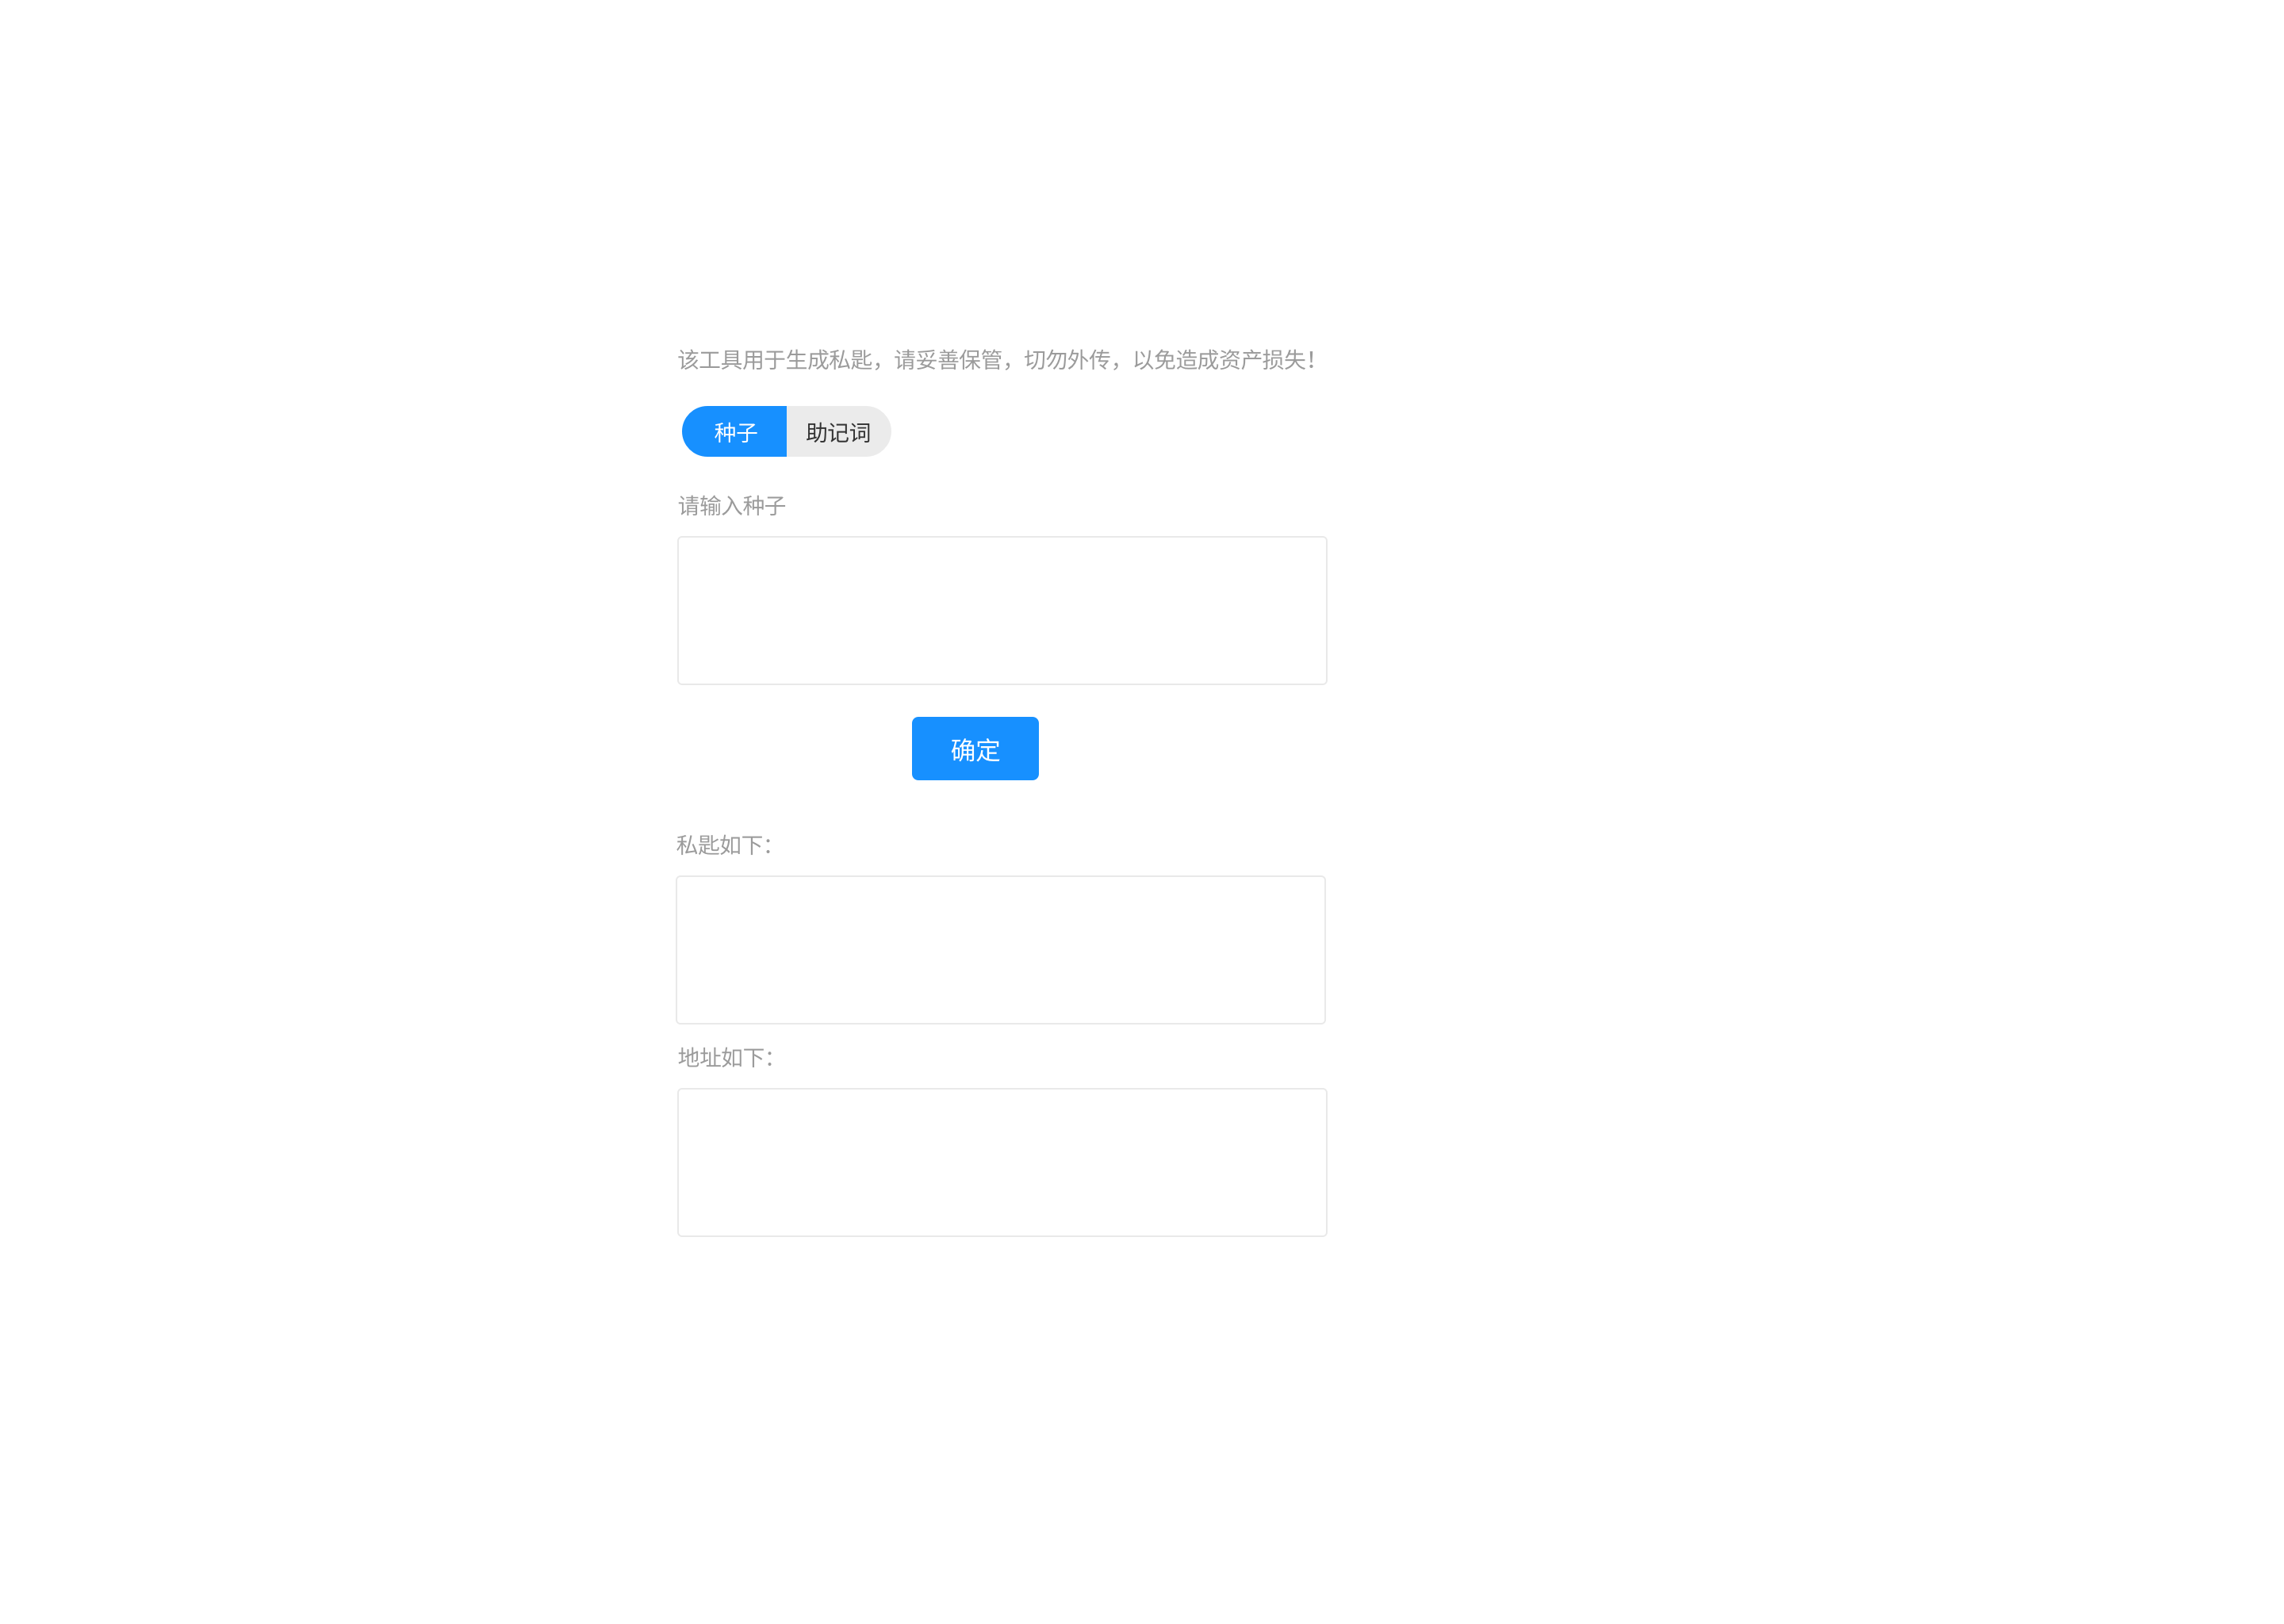 该工具用于生成私匙，请妥善保管，切勿外传，以免造成资产损失！
种子 助记词
请输入种子
确定
私匙如下：
地址如下：